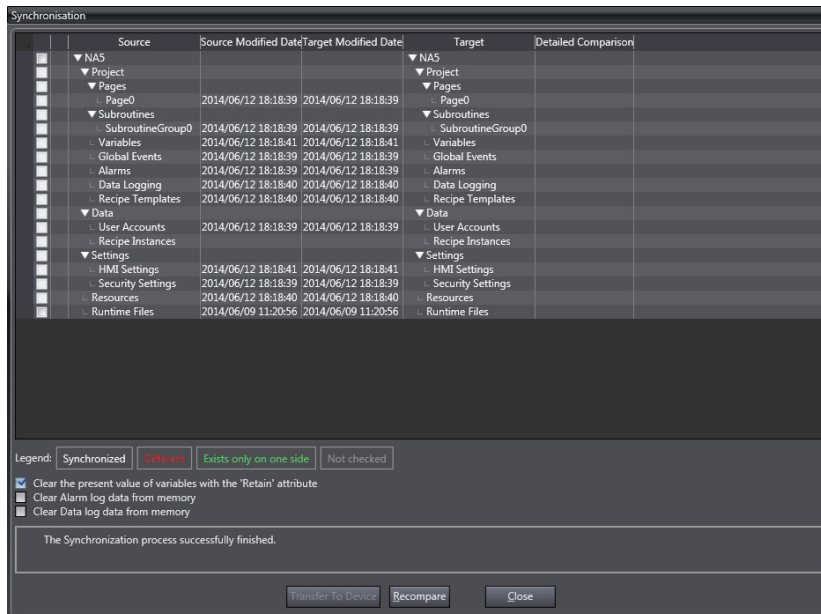 Synchronisation
Source Source Modified Date Target Modified Date Target Detailed Comparison
▼ NA5 ▼ NA5
▼ Project ▼ Project
▼ Pages ▼ Pages
Page0 2014/06/12 18:18:39 2014/06/12 18:18:39 Page0
▼ Subroutines ▼ Subroutines
SubroutineGroup0 2014/06/12 18:18:39 2014/06/12 18:18:39 SubroutineGroup0
Variables 2014/06/12 18:18:41 2014/06/12 18:18:41 Variables
Global Events 2014/06/12 18:18:39 2014/06/12 18:18:39 Global Events
Alarms 2014/06/12 18:18:39 2014/06/12 18:18:39 Alarms
Data Logging 2014/06/12 18:18:40 2014/06/12 18:18:40 Data Logging
Recipe Templates 2014/06/12 18:18:40 2014/06/12 18:18:40 Recipe Templates
▼ Data ▼ Data
User Accounts 2014/06/12 18:18:39 2014/06/12 18:18:39 User Accounts
Recipe Instances Recipe Instances
▼ Settings ▼ Settings
HMI Settings 2014/06/12 18:18:41 2014/06/12 18:18:41 HMI Settings
Security Settings 2014/06/12 18:18:39 2014/06/12 18:18:39 Security Settings
Resources 2014/06/12 18:18:40 2014/06/12 18:18:40 Resources
Runtime Files 2014/06/09 11:20:56 2014/06/09 11:20:56 Runtime Files
Legend: Synchronized Different Exists only on one side Not checked
Clear the present value of variables with the 'Retain' attribute
Clear Alarm log data from memory
Clear Data log data from memory
The Synchronization process successfully finished.
Transfer To Device Recompare Close